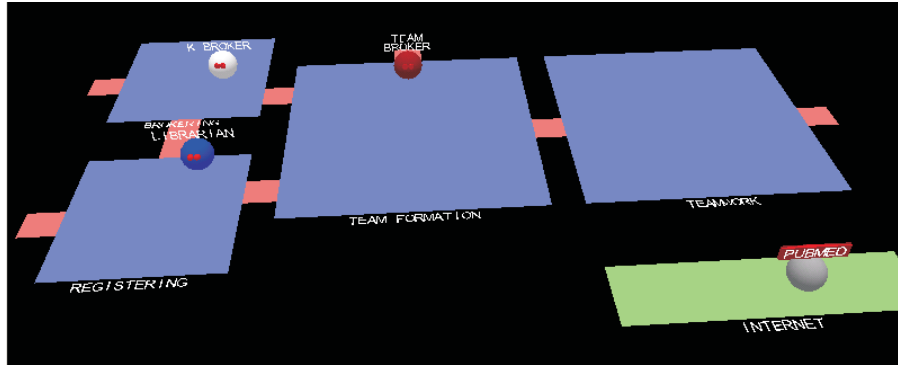 K BROKER
TEAM
BROKER
BROKERING
LIBRARIAN
TEAM FORMATION
TEAMWORK
REGISTERING
PUBMED
INTERNET